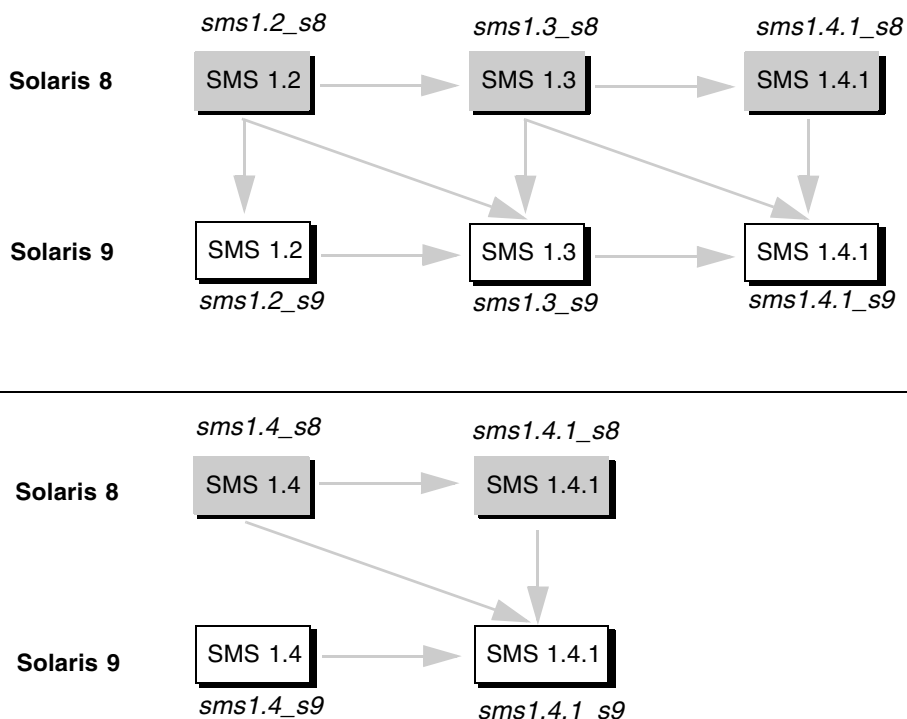 sms1.2_s8 sms1.3_s8 sms1.4.1_s8
Solaris 8 SMS 1.2 SMS 1.3 SMS 1.4.1
Solaris 9 SMS 1.2 SMS 1.3 SMS 1.4.1
sms1.2_s9 sms1.3_s9 sms1.4.1_s9
sms1.4_s8 sms1.4.1_s8
Solaris 8 SMS 1.4 SMS 1.4.1
Solaris 9 SMS 1.4 SMS 1.4.1
sms1.4_s9 sms1.4.1_s9